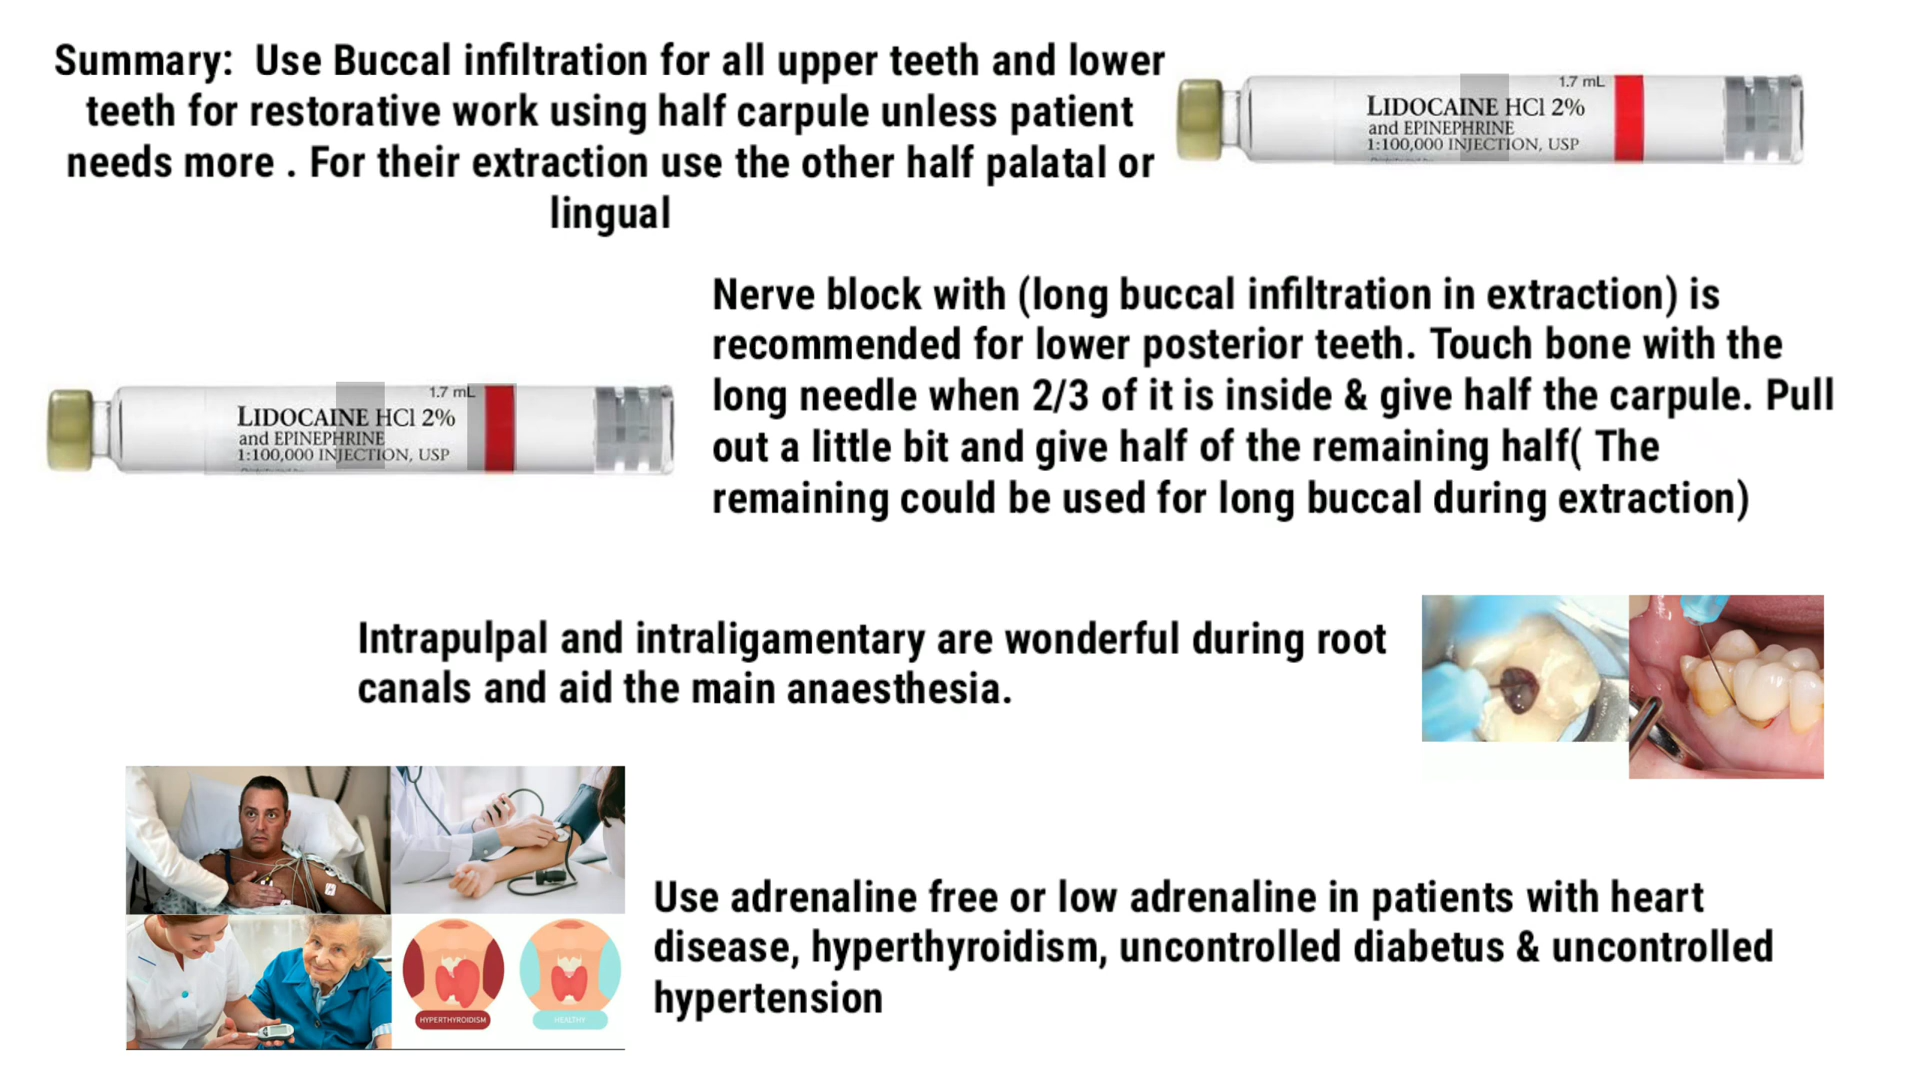 Summary:  Use Buccal infiltration for all upper teeth and lower
teeth for restorative work using half carpule unless patient
needs more . For their extraction use the other half palatal or
lingual
1.7 mL
LIDOCAINE HCl 2%
and EPINEPHRINE
1:100,000 INJECTION, USP
Nerve block with (long buccal infiltration in extraction) is
recommended for lower posterior teeth. Touch bone with the
long needle when 2/3 of it is inside & give half the carpule. Pull
out a little bit and give half of the remaining half( The
remaining could be used for long buccal during extraction)
1.7 mL
LIDOCAINE HCl 2%
and EPINEPHRINE
1:100,000 INJECTION, USP
Intrapulpal and intraligamentary are wonderful during root
canals and aid the main anaesthesia.
Use adrenaline free or low adrenaline in patients with heart
disease, hyperthyroidism, uncontrolled diabetus & uncontrolled
hypertension
HYPERTHYROIDISM
HEALTHY